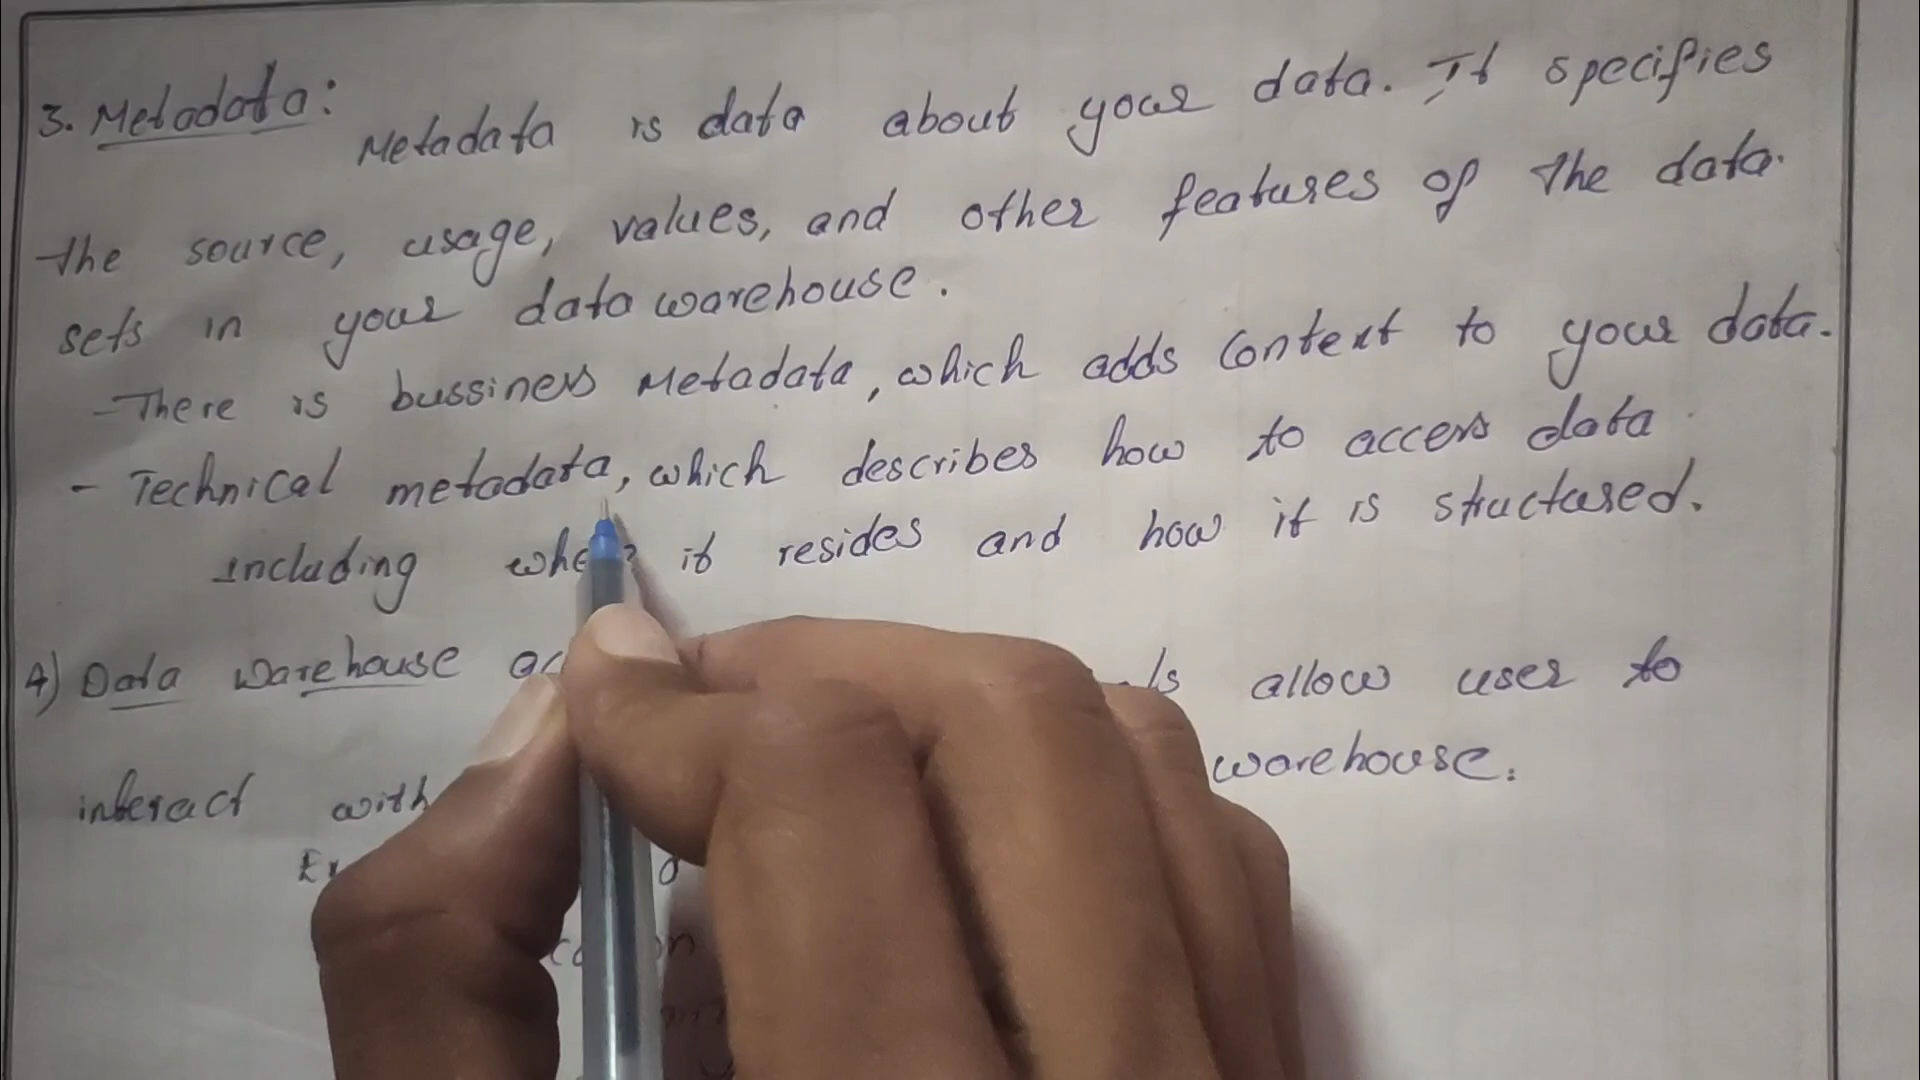 3. Metadata:
Metadata is data about your data. It specifies
the source, usage, values, and other features of the data
sets in your data warehouse.
- There is bussiness Metadata, which adds context to your data.
- Technical metadata, which describes how to access data
including it resides and how it is structured.
4) Data warehouse allow user to
interact with warehouse.